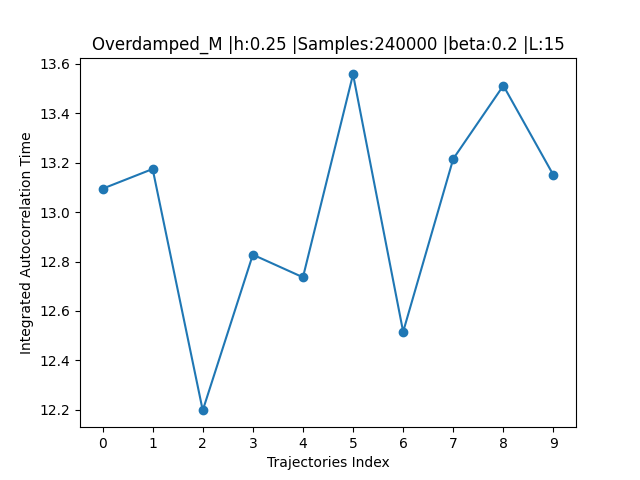 Overdamped_M |h:0.25 |Samples:240000 |beta:0.2 |L:15
13.6
13.4
13.2
13.0
12.8
12.6
12.4
12.2
Integrated Autocorrelation Time
0 1 2 3 4 5 6 7 8 9
Trajectories Index